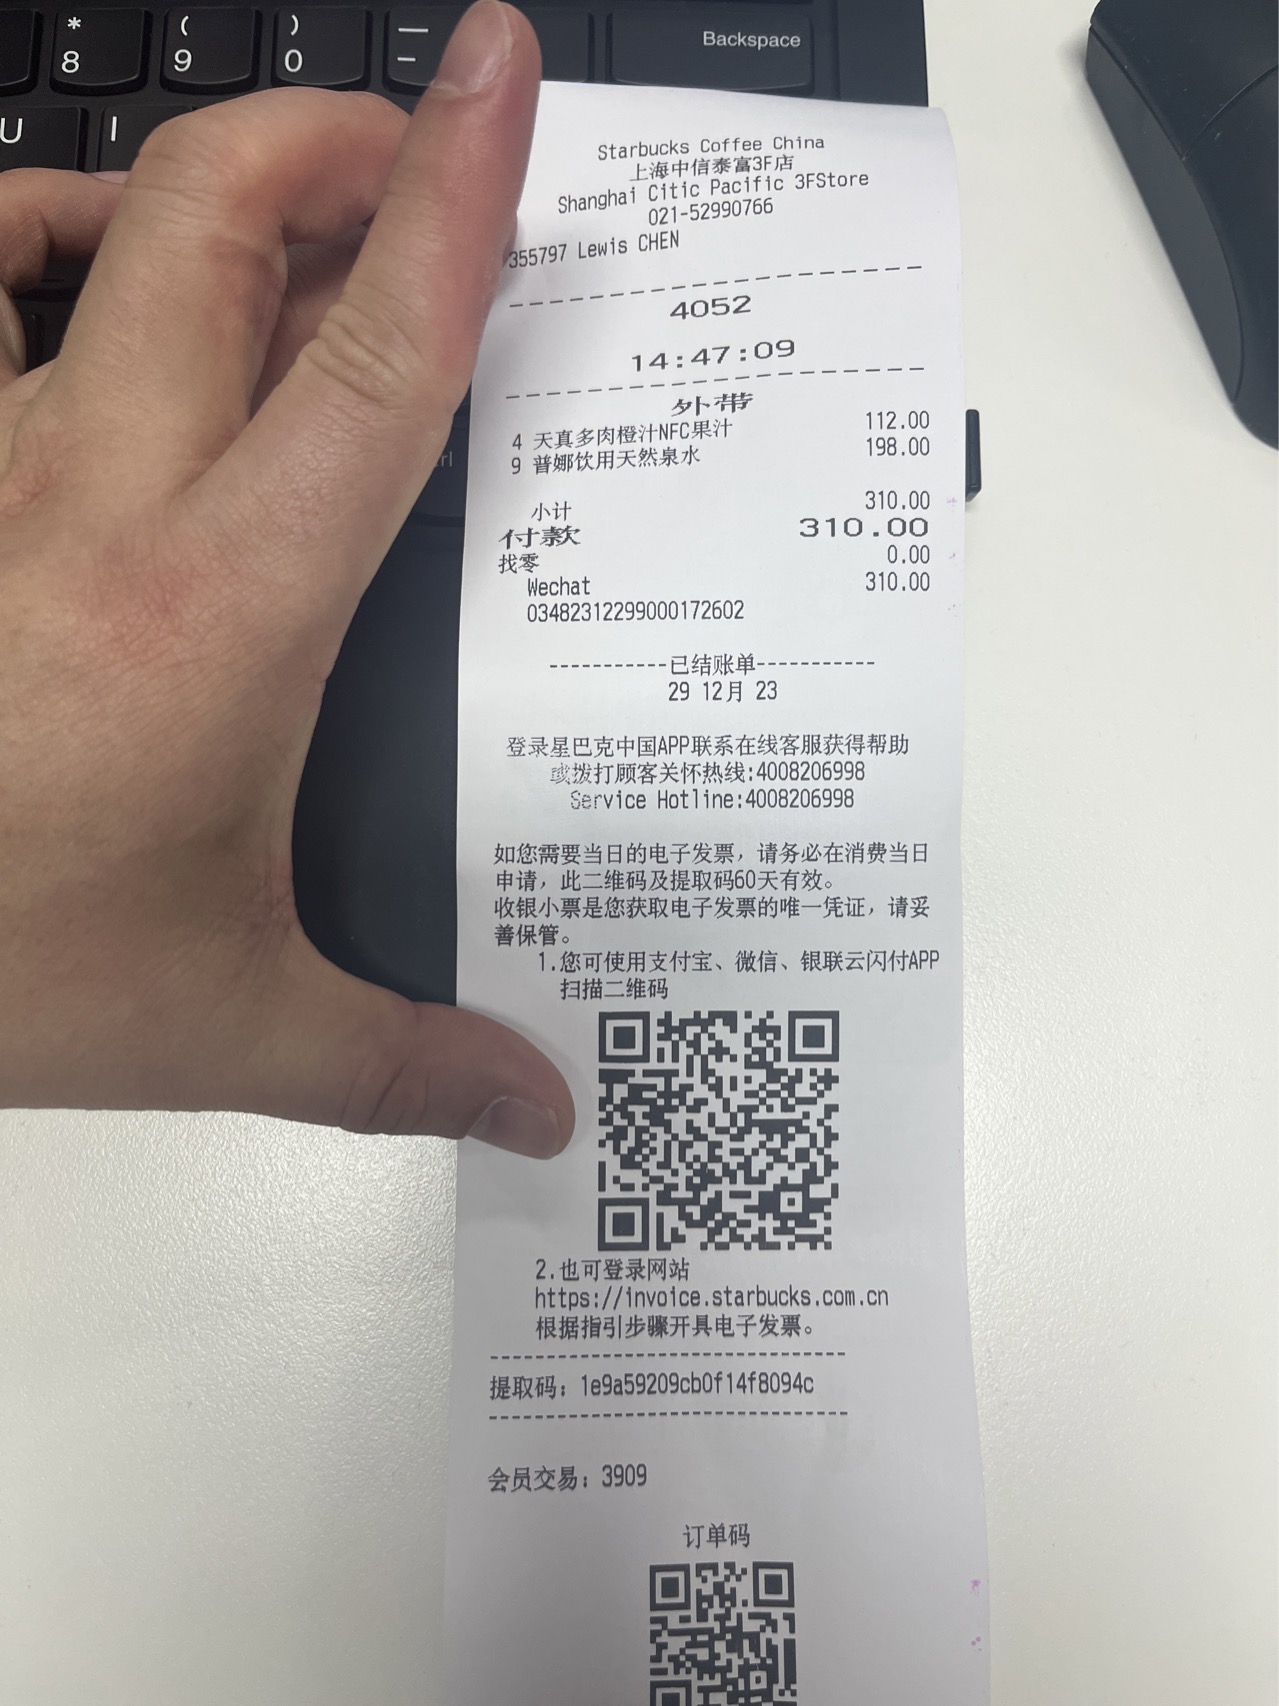 *
8
(
9
)
0
—
-
Backspace
U
I
rl
Starbucks Coffee China
上海中信泰富3F店
Shanghai Citic Pacific 3FStore
021-52990766
355797 Lewis CHEN
--------------------
4052
14:47:09
--------------------
外带
4 天真多肉橙汁NFC果汁 112.00
9 普娜饮用天然泉水 198.00
小计 310.00
付款 310.00
找零 0.00
Wechat 310.00
03482312299000172602
-----------已结账单-----------
29 12月 23
登录星巴克中国APP联系在线客服获得帮助
或拨打顾客关怀热线:4008206998
Service Hotline:4008206998
如您需要当日的电子发票，请务必在消费当日
申请，此二维码及提取码60天有效。
收银小票是您获取电子发票的唯一凭证，请妥
善保管。
1.您可使用支付宝、微信、银联云闪付APP
扫描二维码
2.也可登录网站
https://invoice.starbucks.com.cn
根据指引步骤开具电子发票。
--------------------------------
提取码：1e9a59209cb0f14f8094c
--------------------------------
会员交易：3909
订单码